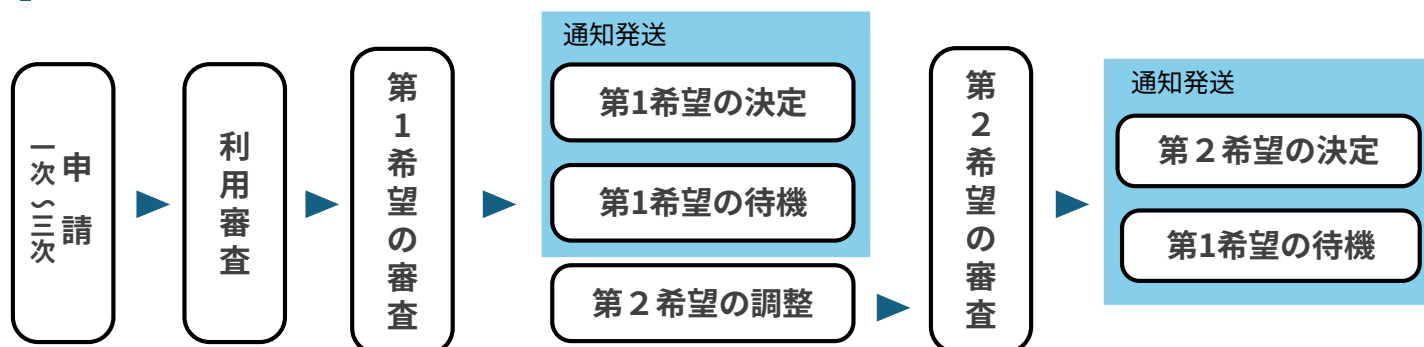 申請
一次～三次
利用審査
第1希望の審査
通知発送
第1希望の決定
第1希望の待機
第２希望の調整
第２希望の審査
通知発送
第２希望の決定
第1希望の待機